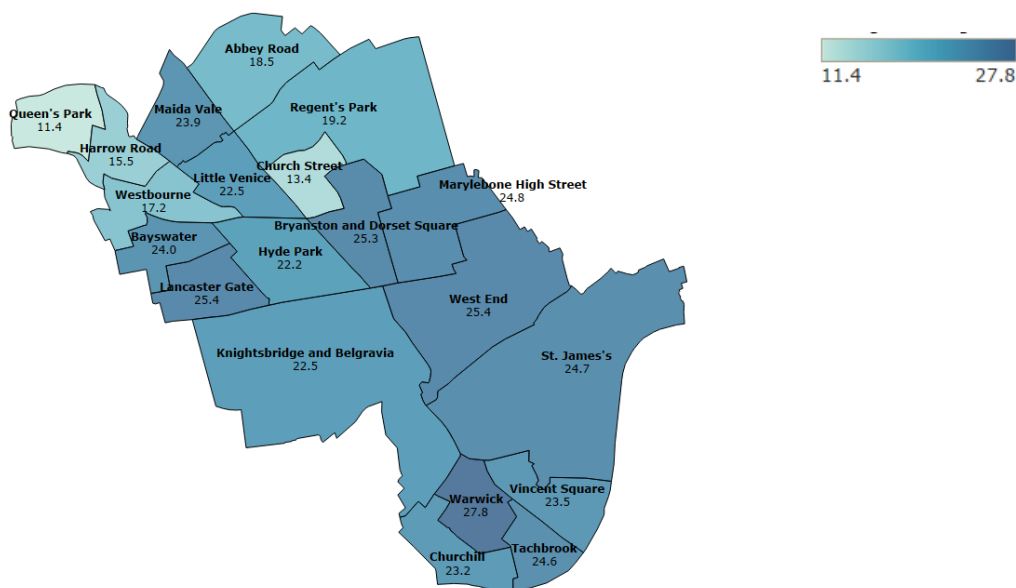 Abbey Road
18.5
11.4 27.8
Queen's Park
11.4
Maida Vale
23.9
Regent's Park
19.2
Harrow Road
15.5
Church Street
13.4
Little Venice
22.5
Marylebone High Street
24.8
Westbourne
17.2
Bryanston and Dorset Square
25.3
Bayswater
24.0
Hyde Park
22.2
Lancaster Gate
25.4
West End
25.4
Knightsbridge and Belgravia
22.5
St. James's
24.7
Warwick
27.8
Vincent Square
23.5
Tachbrook
24.6
Churchill
23.2